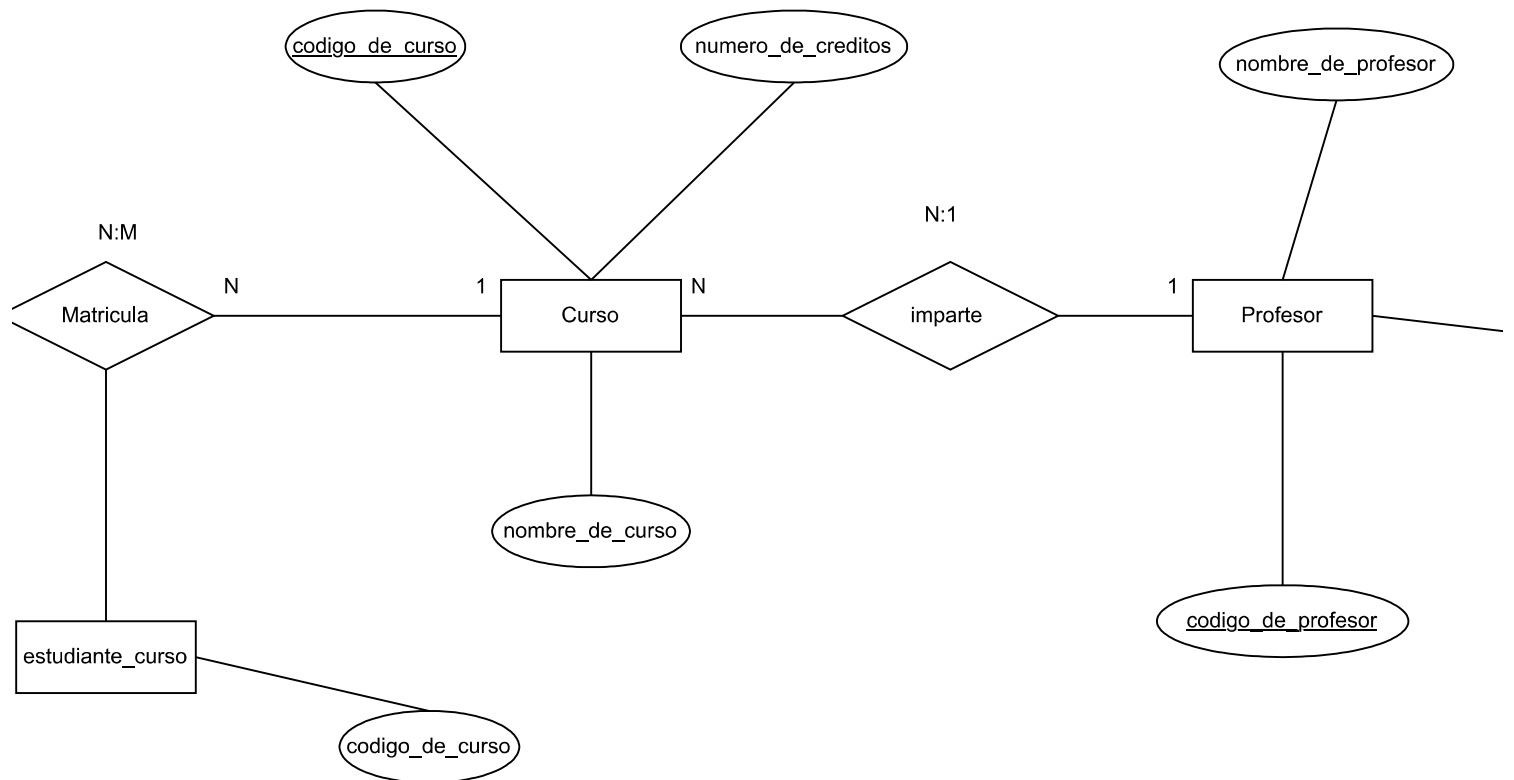 codigo_de_curso
numero_de_creditos
nombre_de_profesor
N:M
N:1
N
1
N
1
Matricula
Curso
imparte
Profesor
nombre_de_curso
codigo_de_profesor
estudiante_curso
codigo_de_curso